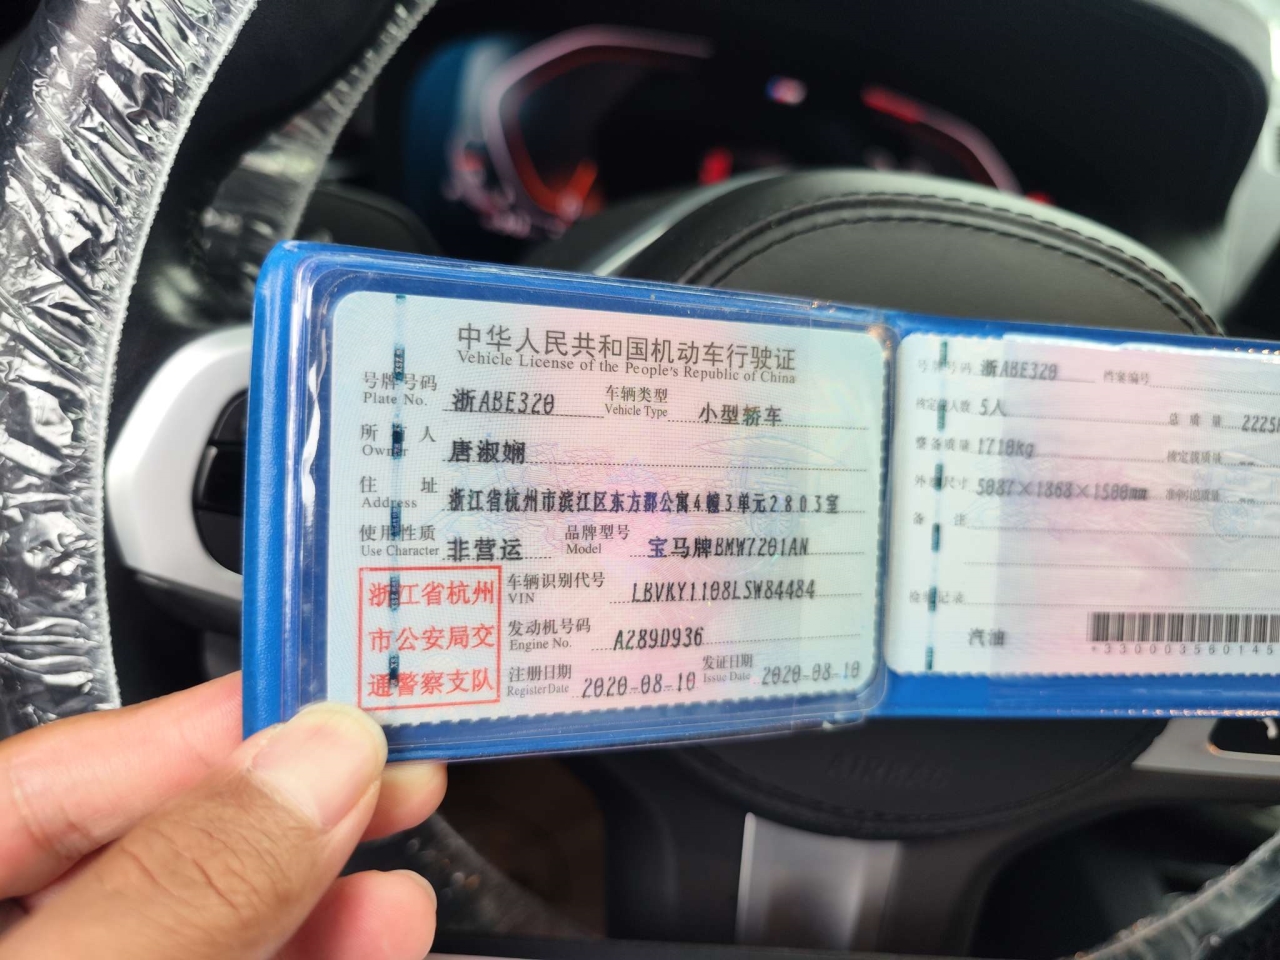 中华人民共和国机动车行驶证
Vehicle License of the People's Republic of China
号牌号码 浙ABE320 车辆类型 小型轿车
Plate No. Vehicle Type
所有人 唐淑娴
Owner
住址 浙江省杭州市滨江区东方郡公寓4幢3单元2803室
Address
使用性质 非营运 品牌型号 宝马牌BMW7201AN
Use Character Model
浙江省杭州
市公安局交
通警察支队
车辆识别代号 LBVKY1108LSW84484
VIN
发动机号码 A289D936
Engine No.
注册日期 2020-08-10 发证日期 2020-08-10
RegisterDate Issue Date
号牌号码 浙ABE320 档案编号
核定载人数 5人 总质量 2225
整备质量 1710kg 核定载质量 --
外廓尺寸 5087×1868×1500mm 准牵引总质量 --
备注
检验记录
汽油
*330003560145